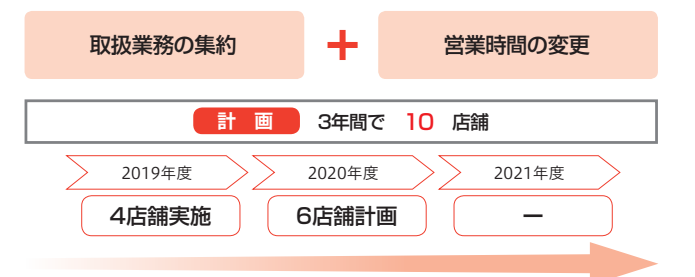 取扱業務の集約 + 営業時間の変更
計 画 3年間で 10 店舗
2019年度 2020年度 2021年度
4店舗実施 6店舗計画 ー